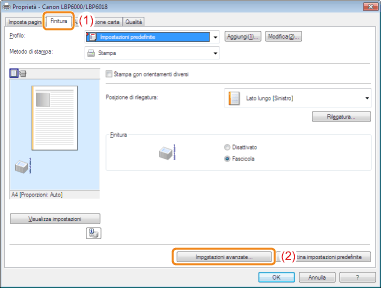 Proprietà - Canon LBP6000/LBP6018
Imposta pagin Finitura (1) zione carta Qualità
Profilo: Impostazioni predefinite Aggiungi(1)... Modifica(2)...
Metodo di stampa: Stampa
Stampa con orientamenti diversi
Posizione di rilegatura: Lato lungo [Sinistro]
Rilegatura...
Finitura
Disattivato
Fascicola
A4 [Proporzioni: Auto]
Visualizza impostazioni
Impostazioni avanzate... (2) ina impostazioni predefinite
OK Annulla ?